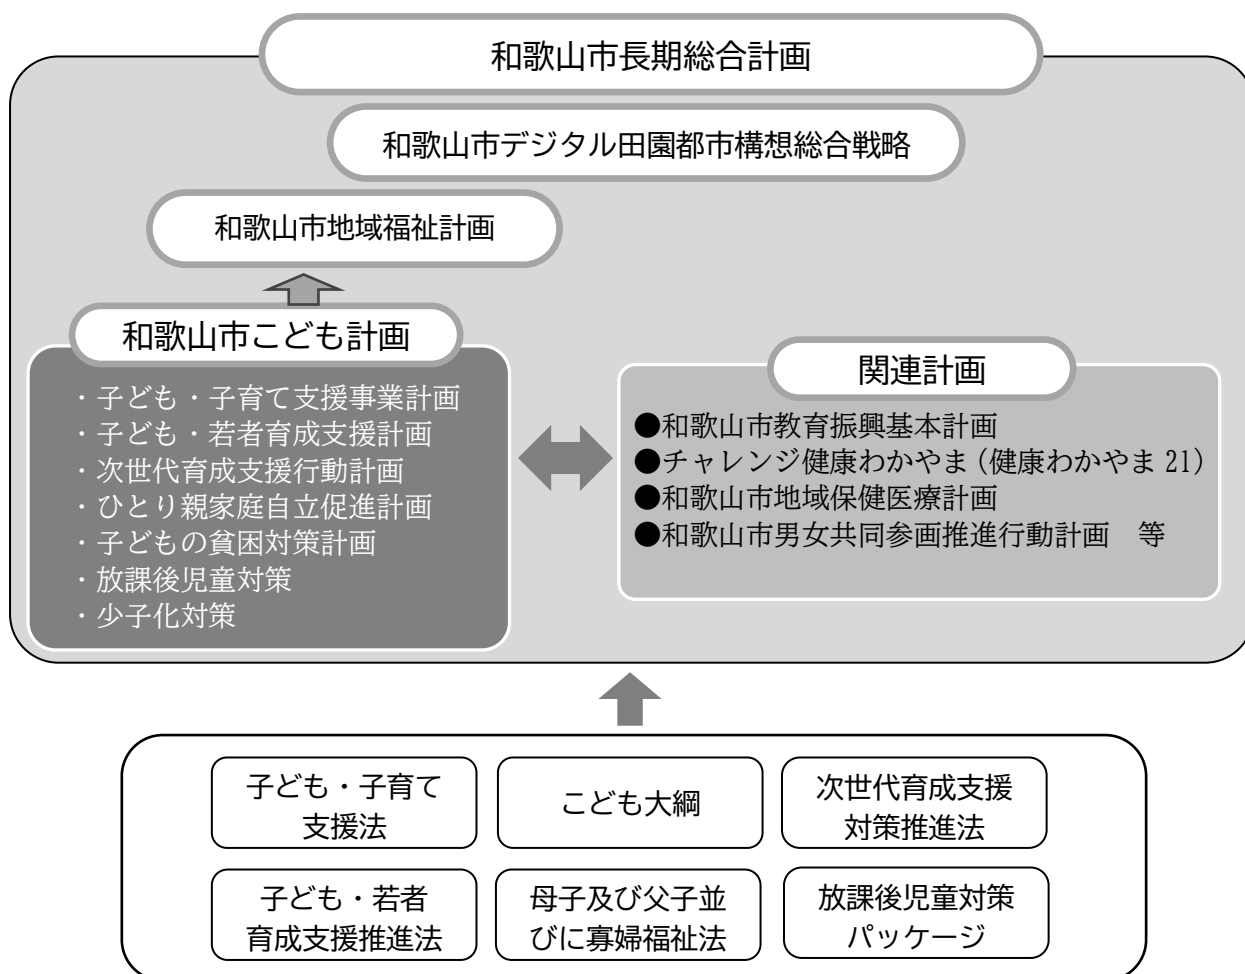 和歌山市長期総合計画
和歌山市デジタル田園都市構想総合戦略
和歌山市地域福祉計画
和歌山市こども計画
・子ども・子育て支援事業計画
・子ども・若者育成支援計画
・次世代育成支援行動計画
・ひとり親家庭自立促進計画
・子どもの貧困対策計画
・放課後児童対策
・少子化対策
関連計画
●和歌山市教育振興基本計画
●チャレンジ健康わかやま（健康わかやま 21）
●和歌山市地域保健医療計画
●和歌山市男女共同参画推進行動計画　等
子ども・子育て
支援法
こども大綱
次世代育成支援
対策推進法
子ども・若者
育成支援推進法
母子及び父子並
びに寡婦福祉法
放課後児童対策
パッケージ